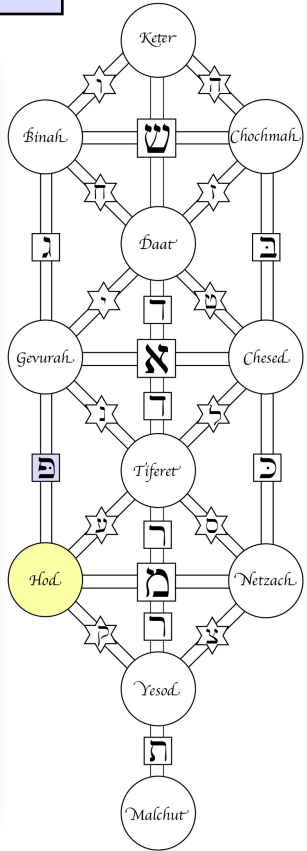 Keter
ו ה
Binah ש Chochmah
ח ז
Daat
ג בּ
י ט
ד
Gevurah א Chesed
ד
נ ל
Tiferet
פּ כּ
ע ר ס
Hod מ Netzach
ק ר צ
Yesod
ת
Malchut